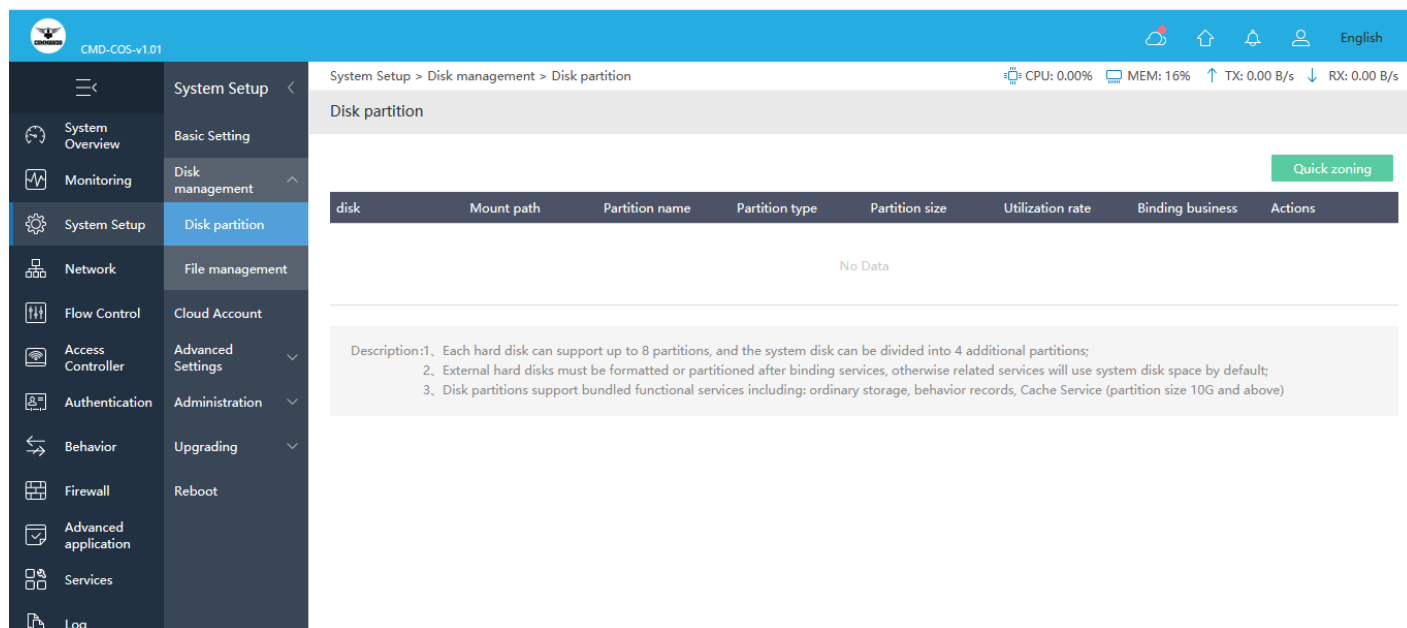 COMMANDO
CMD-COS-v1.01
English
System Setup
System Setup > Disk management > Disk partition
CPU: 0.00% MEM: 16% TX: 0.00 B/s RX: 0.00 B/s
Disk partition
System
Overview
Monitoring
System Setup
Network
Flow Control
Access
Controller
Authentication
Behavior
Firewall
Advanced
application
Services
Log
Basic Setting
Disk
management
Disk partition
File management
Cloud Account
Advanced
Settings
Administration
Upgrading
Reboot
Quick zoning
disk Mount path Partition name Partition type Partition size Utilization rate Binding business Actions
No Data
Description:1、Each hard disk can support up to 8 partitions, and the system disk can be divided into 4 additional partitions;
2、External hard disks must be formatted or partitioned after binding services, otherwise related services will use system disk space by default;
3、Disk partitions support bundled functional services including: ordinary storage, behavior records, Cache Service (partition size 10G and above)